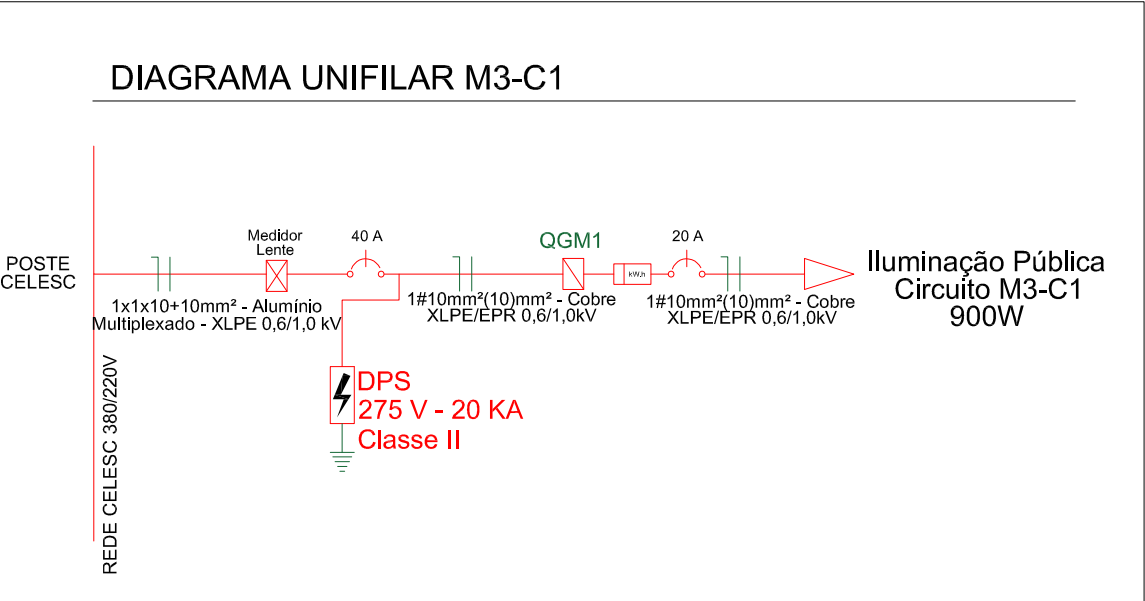 DIAGRAMA UNIFILAR M3-C1
POSTE
CELESC
REDE CELESC 380/220V
Medidor
Lente
1x1x10+10mm² - Alumínio
Multiplexado - XLPE 0,6/1,0 kV
40 A
DPS
275 V - 20 KA
Classe II
1#10mm²(10)mm² - Cobre
XLPE/EPR 0,6/1,0kV
QGM1
kW.h
20 A
1#10mm²(10)mm² - Cobre
XLPE/EPR 0,6/1,0kV
Iluminação Pública
Circuito M3-C1
900W